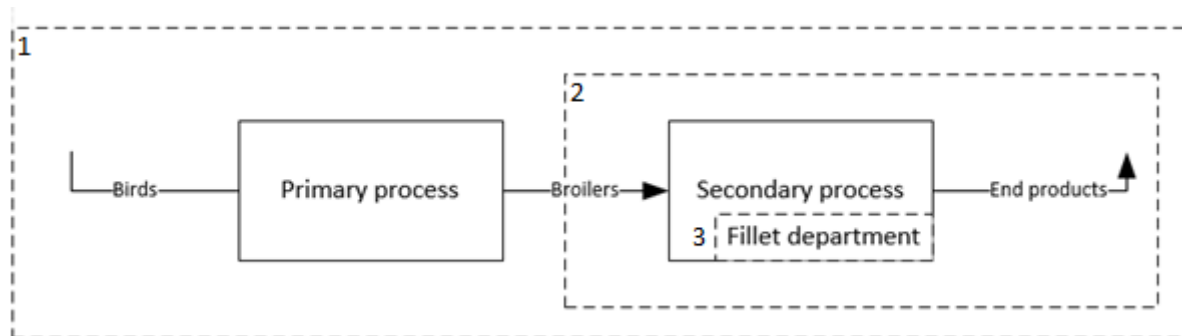 1
2
Birds
Primary process
Broilers
Secondary process
End products
3
Fillet department